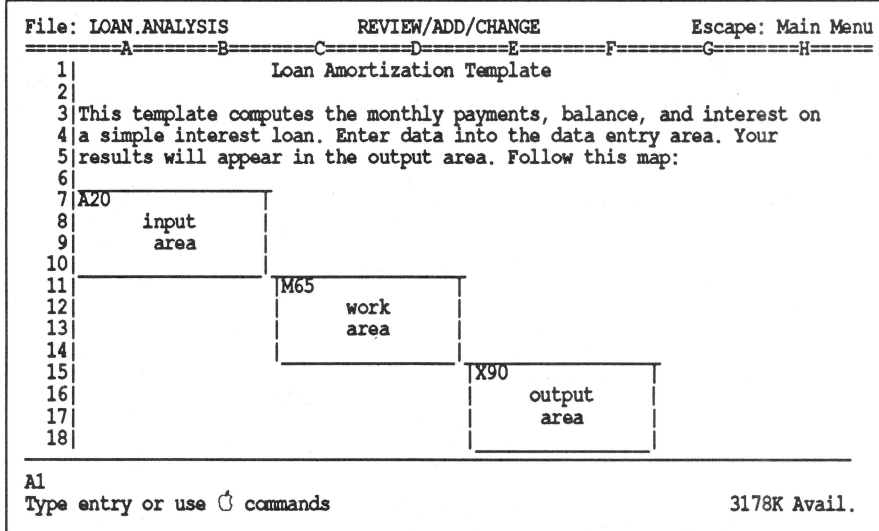 File: LOAN.ANALYSIS REVIEW/ADD/CHANGE Escape: Main Menu
=========A========B========C========D========E========F========G========H======
1| Loan Amortization Template
2|
3|This template computes the monthly payments, balance, and interest on
4|a simple interest loan. Enter data into the data entry area. Your
5|results will appear in the output area. Follow this map:
6|
7|A20
8| input
9| area
10|
11| M65
12| work
13| area
14|
15| X90
16| output
17| area
18|
A1
Type entry or use commands 3178K Avail.